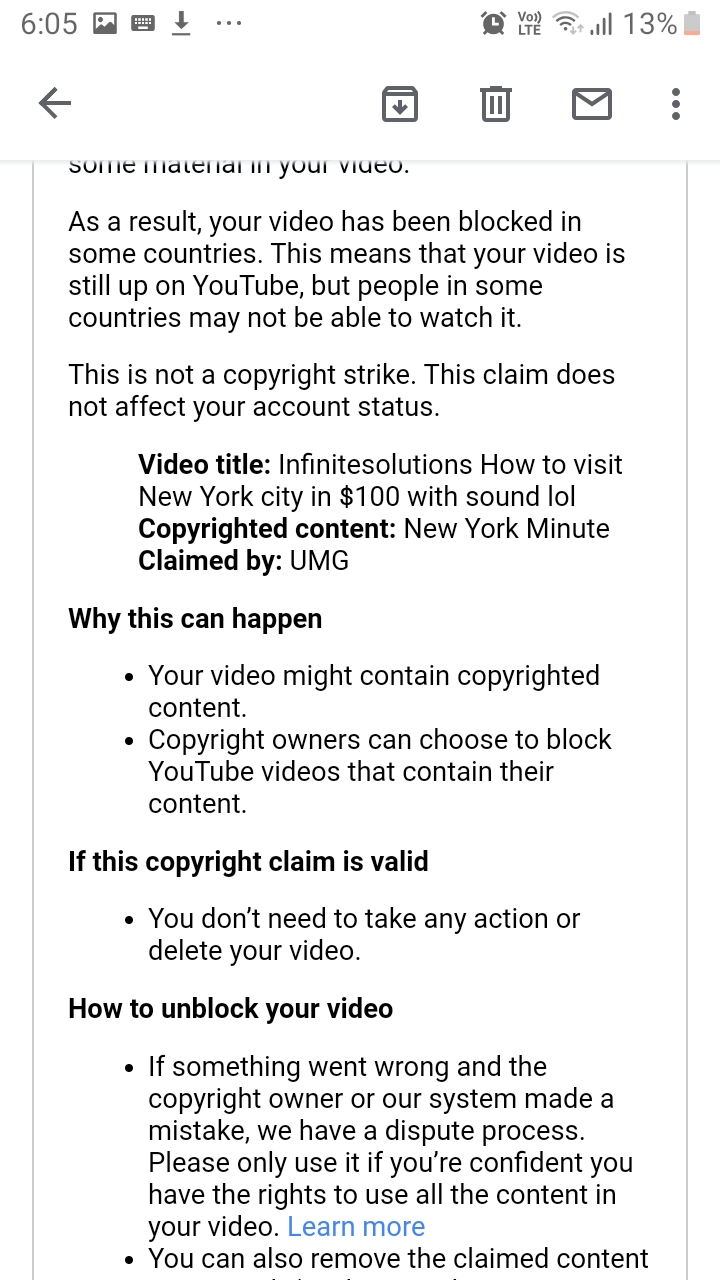 6:05 Vo)) LTE 13%
some material in your video.
As a result, your video has been blocked in
some countries. This means that your video is
still up on YouTube, but people in some
countries may not be able to watch it.
This is not a copyright strike. This claim does
not affect your account status.
Video title: Infinitesolutions How to visit
New York city in $100 with sound lol
Copyrighted content: New York Minute
Claimed by: UMG
Why this can happen
• Your video might contain copyrighted
content.
• Copyright owners can choose to block
YouTube videos that contain their
content.
If this copyright claim is valid
• You don’t need to take any action or
delete your video.
How to unblock your video
• If something went wrong and the
copyright owner or our system made a
mistake, we have a dispute process.
Please only use it if you’re confident you
have the rights to use all the content in
your video. Learn more
• You can also remove the claimed content